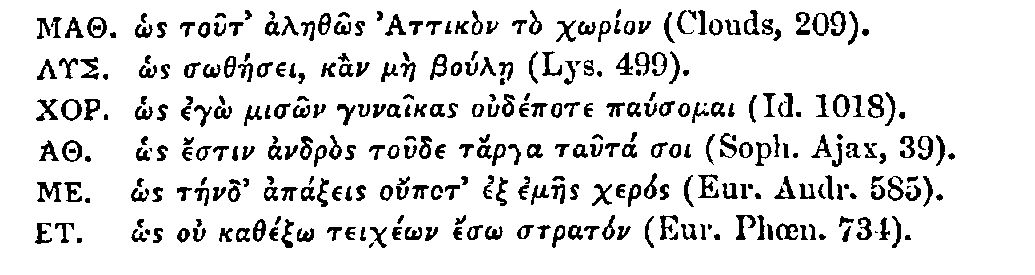 ΜΑΘ. ὡς τοῦτ’ ἀληθῶς Ἀττικὸν τὸ χωρίον (Clouds, 209).
ΛΥΣ. ὡς σωθήσει, κἂν μὴ βούλῃ (Lys. 499).
ΧΟΡ. ὡς ἐγὼ μισῶν γυναῖκας οὐδέποτε παύσομαι (Id. 1018).
ΑΘ. ὡς ἔστιν ἀνδρὸς τοῦδε τἄργα ταῦτά σοι (Soph. Ajax, 39).
ΜΕ. ὡς τήνδ’ ἀπάξεις οὔποτ’ ἐξ ἐμῆς χερός (Eur. Andr. 585).
ΕΤ. ὡς οὐ καθέξω τειχέων ἔσω στρατόν (Eur. Phœn. 734).